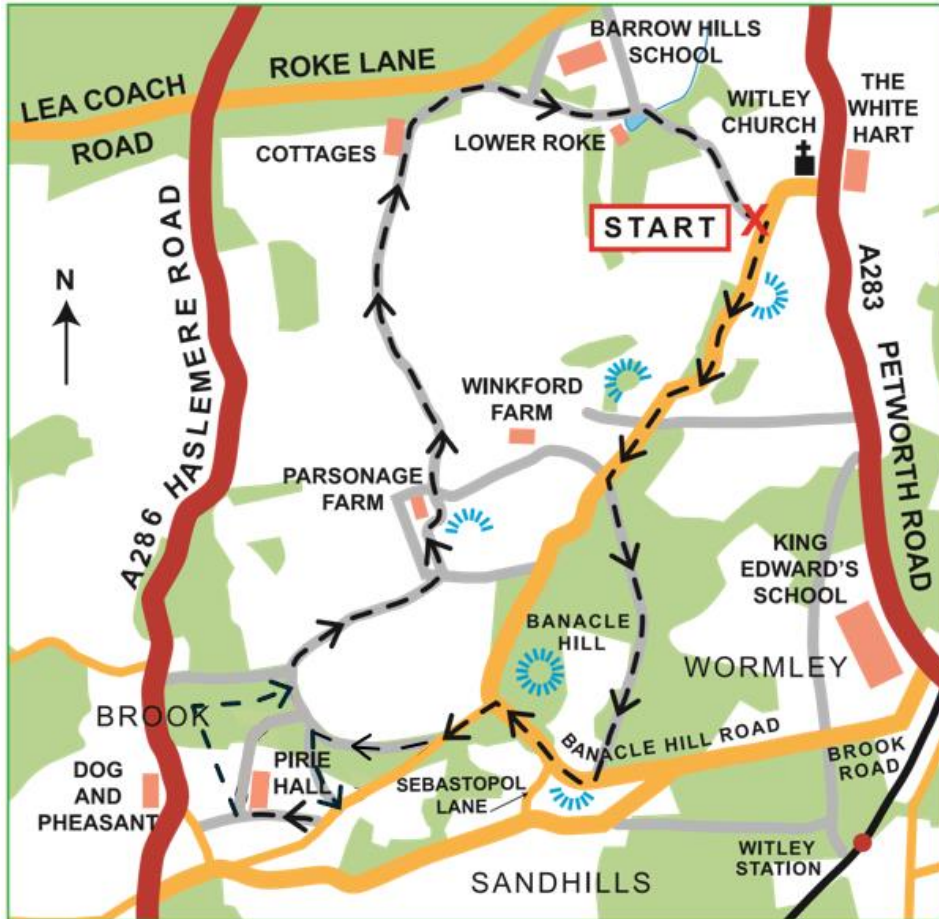 BARROW HILLS
SCHOOL
ROKE LANE
LEA COACH
ROAD
THE
WHITE
HART
WITLEY
CHURCH
COTTAGES
LOWER ROKE
START
N
A286 HASLEMERE ROAD
A283 PETWORTH ROAD
WINKFORD
FARM
PARSONAGE
FARM
KING
EDWARD'S
SCHOOL
BANACLE
HILL
WORMLEY
BROOK
BANACLE HILL ROAD
BROOK
ROAD
PIRIE
HALL
DOG
AND
PHEASANT
SEBASTOPOL
LANE
WITLEY
STATION
SANDHILLS